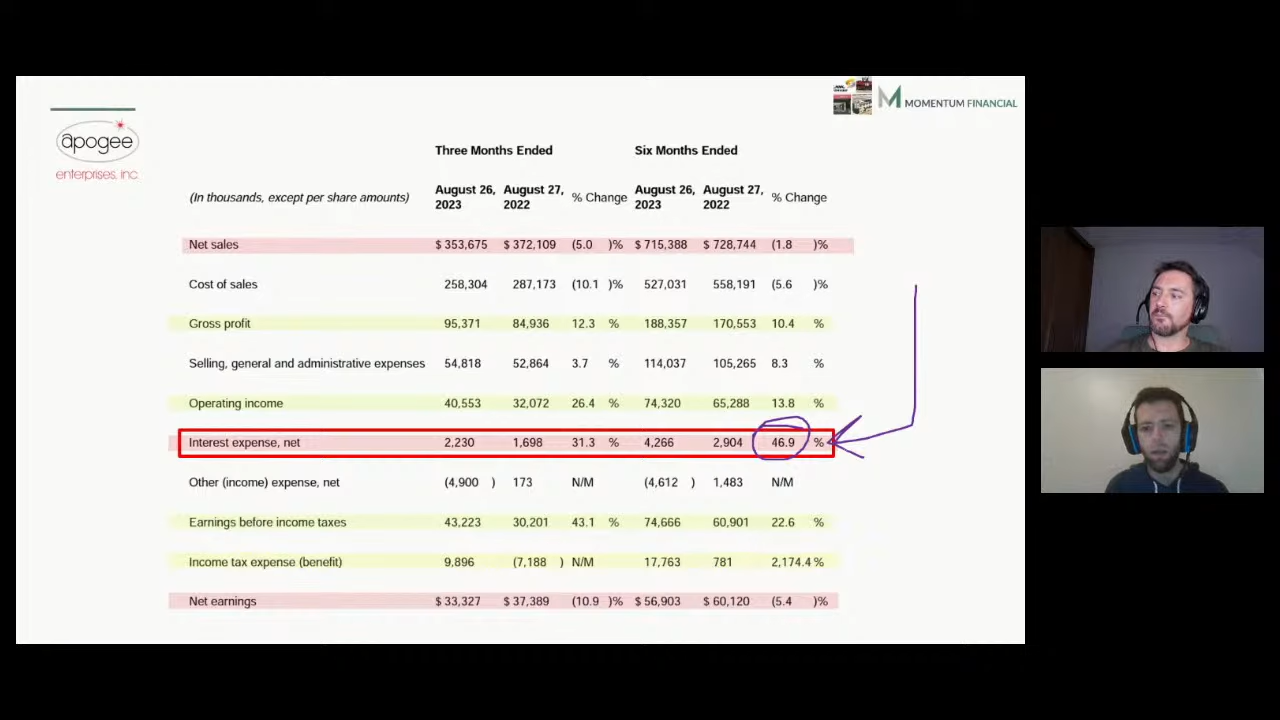 MOMENTUM FINANCIAL
apogee
enterprises, inc.
Three Months Ended Six Months Ended
(In thousands, except per share amounts) August 26, 2023 August 27, 2022 % Change August 26, 2023 August 27, 2022 % Change
Net sales $ 353,675 $ 372,109 (5.0 )% $ 715,388 $ 728,744 (1.8 )%
Cost of sales 258,304 287,173 (10.1 )% 527,031 558,191 (5.6 )%
Gross profit 95,371 84,936 12.3 % 188,357 170,553 10.4 %
Selling, general and administrative expenses 54,818 52,864 3.7 % 114,037 105,265 8.3 %
Operating income 40,553 32,072 26.4 % 74,320 65,288 13.8 %
Interest expense, net 2,230 1,698 31.3 % 4,266 2,904 46.9 %
Other (income) expense, net (4,900 ) 173 N/M (4,612 ) 1,483 N/M
Earnings before income taxes 43,223 30,201 43.1 % 74,666 60,901 22.6 %
Income tax expense (benefit) 9,896 (7,188 ) N/M 17,763 781 2,174.4 %
Net earnings $ 33,327 $ 37,389 (10.9 )% $ 56,903 $ 60,120 (5.4 )%